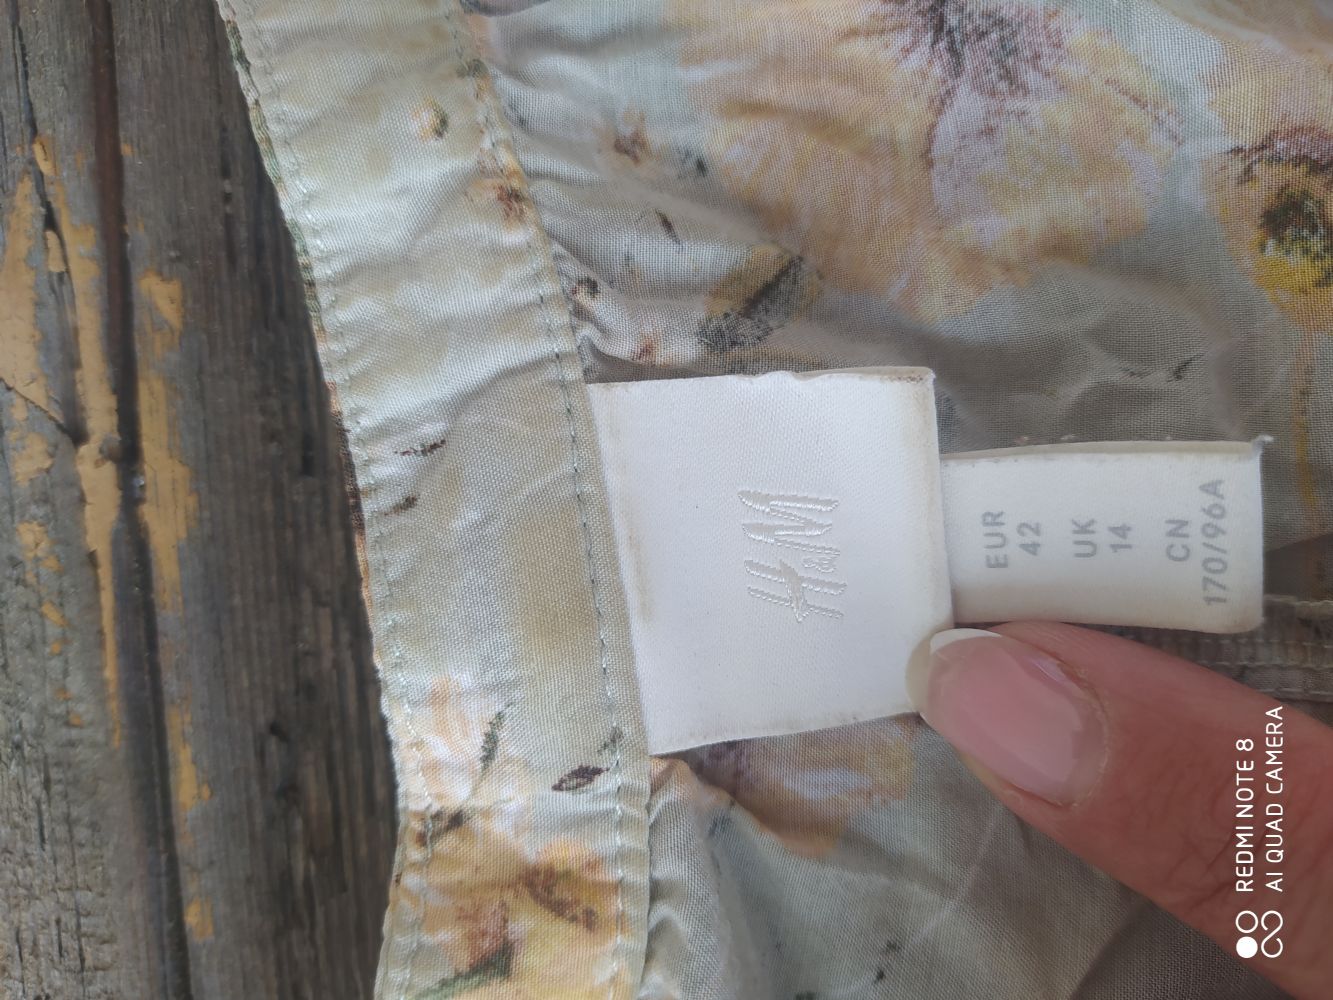 H&M
EUR
42
UK
14
CN
170/96A
REDMI NOTE 8
AI QUAD CAMERA